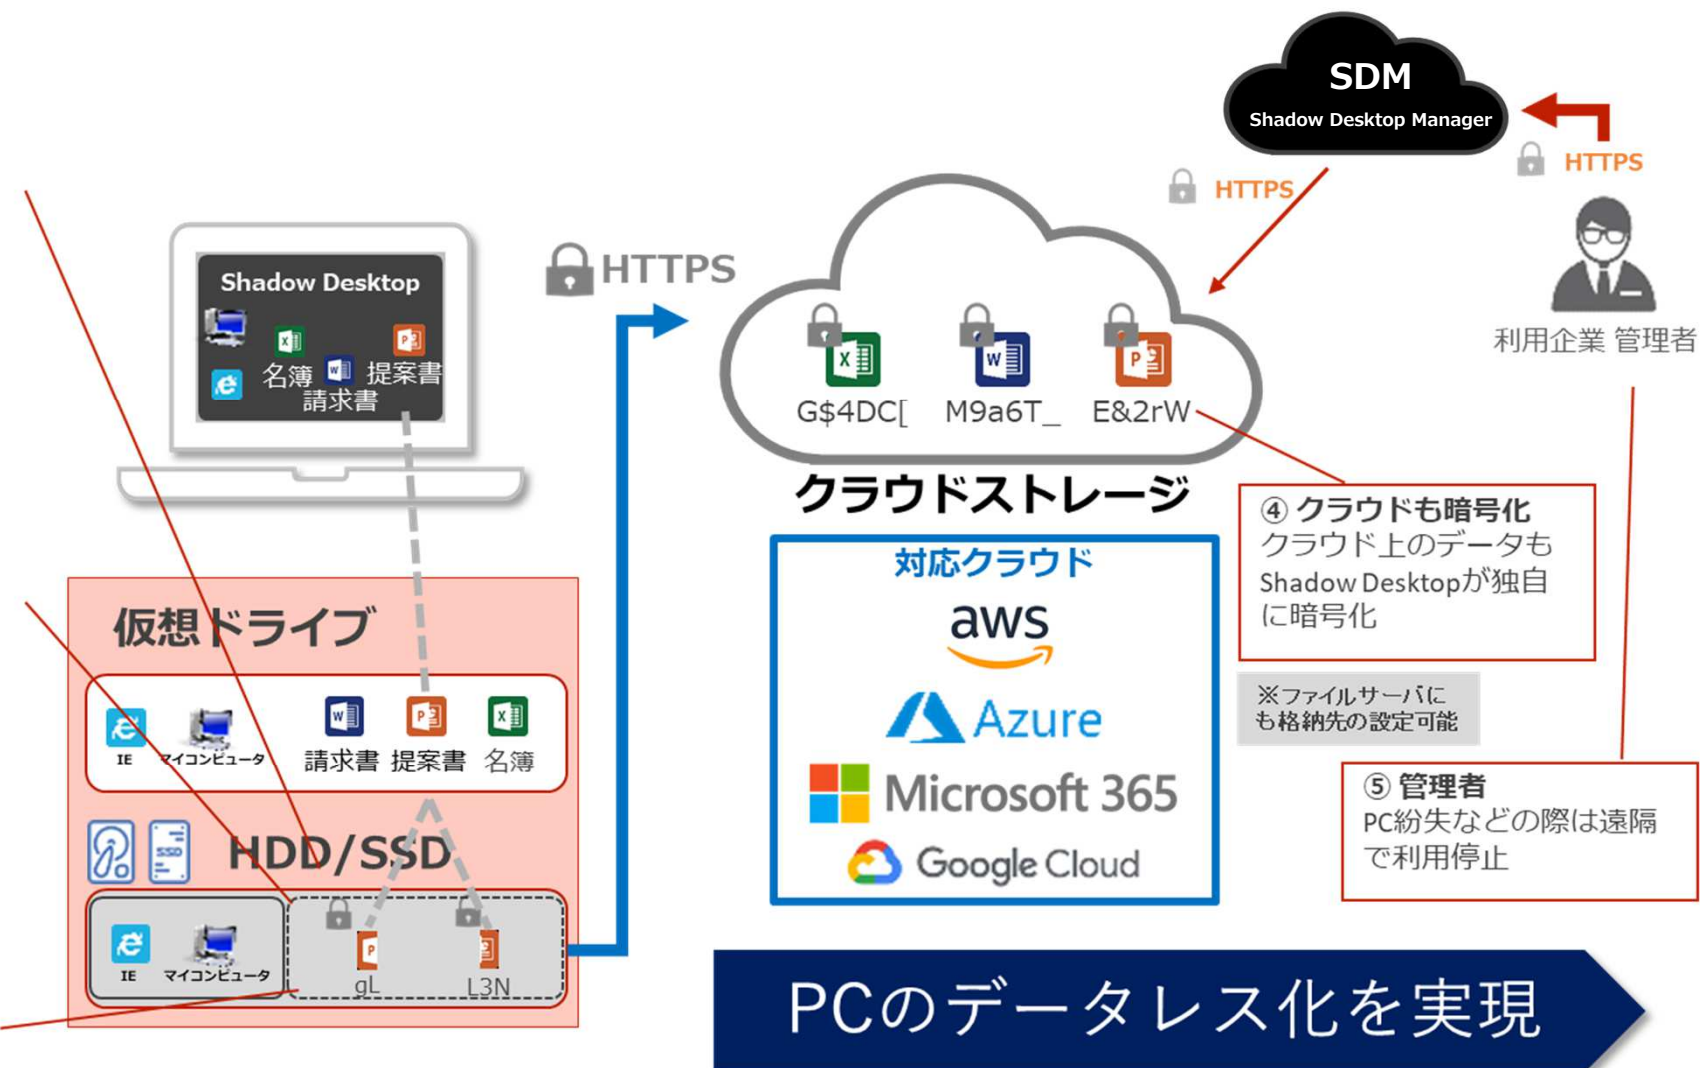 SDM
Shadow Desktop Manager
HTTPS
HTTPS
利用企業 管理者
Shadow Desktop
名簿
請求書
提案書
HTTPS
G$4DC[
M9a6T_
E&2rW
クラウドストレージ
対応クラウド
aws
Azure
Microsoft 365
Google Cloud
④ クラウドも暗号化
クラウド上のデータも
Shadow Desktopが独自
に暗号化
※ファイルサーバに
も格納先の設定可能
⑤ 管理者
PC紛失などの際は遠隔
で利用停止
仮想ドライブ
IE
マイコンピュータ
請求書
提案書
名簿
SSD
HDD/SSD
IE
マイコンピュータ
gL
L3N
PCのデータレス化を実現